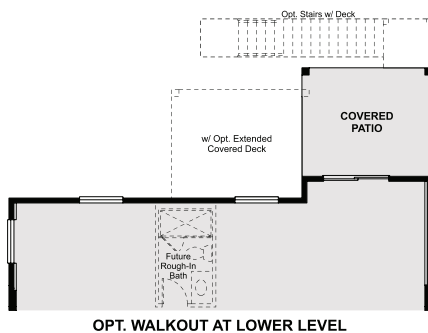 Opt. Stairs w/ Deck
COVERED
PATIO
w/ Opt. Extended
Covered Deck
Future
Rough-In
Bath
OPT. WALKOUT AT LOWER LEVEL